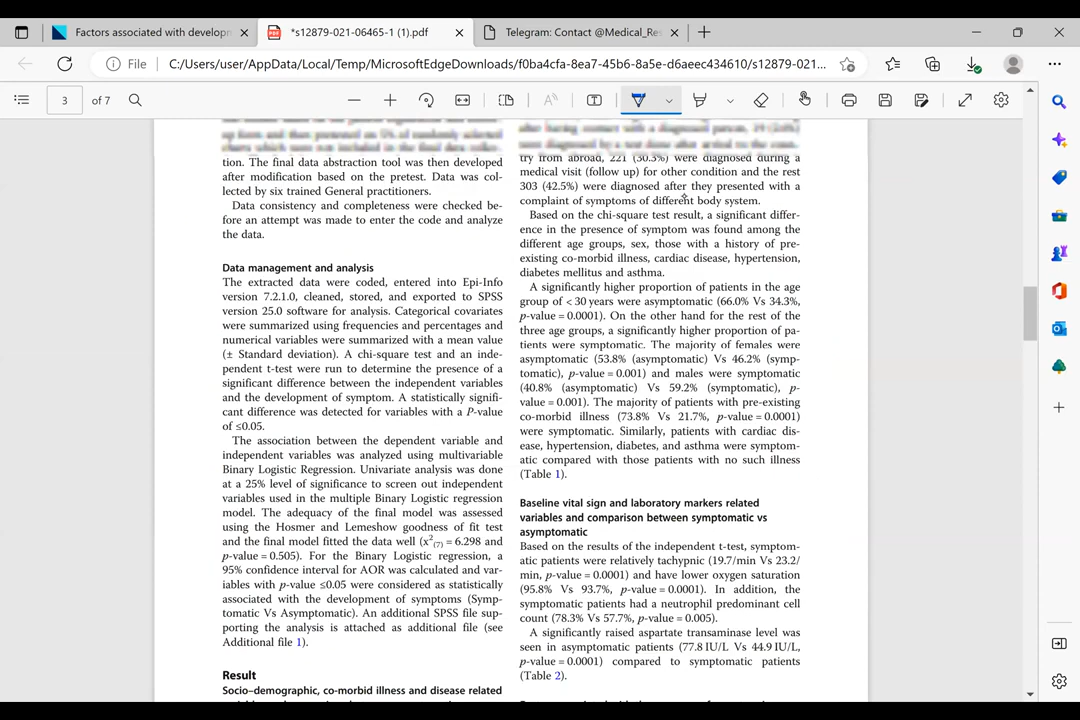 Factors associated with developn
*s12879-021-06465-1 (1).pdf
Telegram: Contact @Medical_Res
File
C:/Users/user/AppData/Local/Temp/MicrosoftEdgeDownloads/f0ba4cfa-8ea7-45b6-8a5e-d6aeec434610/s12879-021...
3 of 7
tion. The final data abstraction tool was then developed
after modification based on the pretest. Data was col-
lected by six trained General practitioners.
Data consistency and completeness were checked be-
fore an attempt was made to enter the code and analyze
the data.
Data management and analysis
The extracted data were coded, entered into Epi-Info
version 7.2.1.0, cleaned, stored, and exported to SPSS
version 25.0 software for analysis. Categorical covariates
were summarized using frequencies and percentages and
numerical variables were summarized with a mean value
(± Standard deviation). A chi-square test and an inde-
pendent t-test were run to determine the presence of a
significant difference between the independent variables
and the development of symptom. A statistically signifi-
cant difference was detected for variables with a P-value
of ≤0.05.
The association between the dependent variable and
independent variables was analyzed using multivariable
Binary Logistic Regression. Univariate analysis was done
at a 25% level of significance to screen out independent
variables used in the multiple Binary Logistic regression
model. The adequacy of the final model was assessed
using the Hosmer and Lemeshow goodness of fit test
and the final model fitted the data well (x²(7) = 6.298 and
p-value = 0.505). For the Binary Logistic regression, a
95% confidence interval for AOR was calculated and var-
iables with p-value ≤0.05 were considered as statistically
associated with the development of symptoms (Symp-
tomatic Vs Asymptomatic). An additional SPSS file sup-
porting the analysis is attached as additional file (see
Additional file 1).
Result
Socio–demographic, co-morbid illness and disease related
try from abroad, 221 (30.3%) were diagnosed during a
medical visit (follow up) for other condition and the rest
303 (42.5%) were diagnosed after they presented with a
complaint of symptoms of different body system.
Based on the chi-square test result, a significant differ-
ence in the presence of symptom was found among the
different age groups, sex, those with a history of pre-
existing co-morbid illness, cardiac disease, hypertension,
diabetes mellitus and asthma.
A significantly higher proportion of patients in the age
group of < 30 years were asymptomatic (66.0% Vs 34.3%,
p-value = 0.0001). On the other hand for the rest of the
three age groups, a significantly higher proportion of pa-
tients were symptomatic. The majority of females were
asymptomatic (53.8% (asymptomatic) Vs 46.2% (symp-
tomatic), p-value = 0.001) and males were symptomatic
(40.8% (asymptomatic) Vs 59.2% (symptomatic), p-
value = 0.001). The majority of patients with pre-existing
co-morbid illness (73.8% Vs 21.7%, p-value = 0.0001)
were symptomatic. Similarly, patients with cardiac dis-
ease, hypertension, diabetes, and asthma were symptom-
atic compared with those patients with no such illness
(Table 1).
Baseline vital sign and laboratory markers related
variables and comparison between symptomatic vs
asymptomatic
Based on the results of the independent t-test, symptom-
atic patients were relatively tachypnic (19.7/min Vs 23.2/
min, p-value = 0.0001) and have lower oxygen saturation
(95.8% Vs 93.7%, p-value = 0.0001). In addition, the
symptomatic patients had a neutrophil predominant cell
count (78.3% Vs 57.7%, p-value = 0.005).
A significantly raised aspartate transaminase level was
seen in asymptomatic patients (77.8 IU/L Vs 44.9 IU/L,
p-value = 0.0001) compared to symptomatic patients
(Table 2).